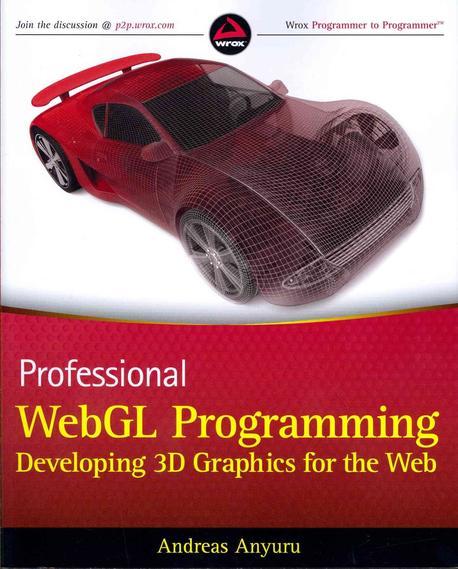 Join the discussion @ p2p.wrox.com
Wrox Programmer to Programmer™
wrox®
Professional
WebGL Programming
Developing 3D Graphics for the Web
Andreas Anyuru